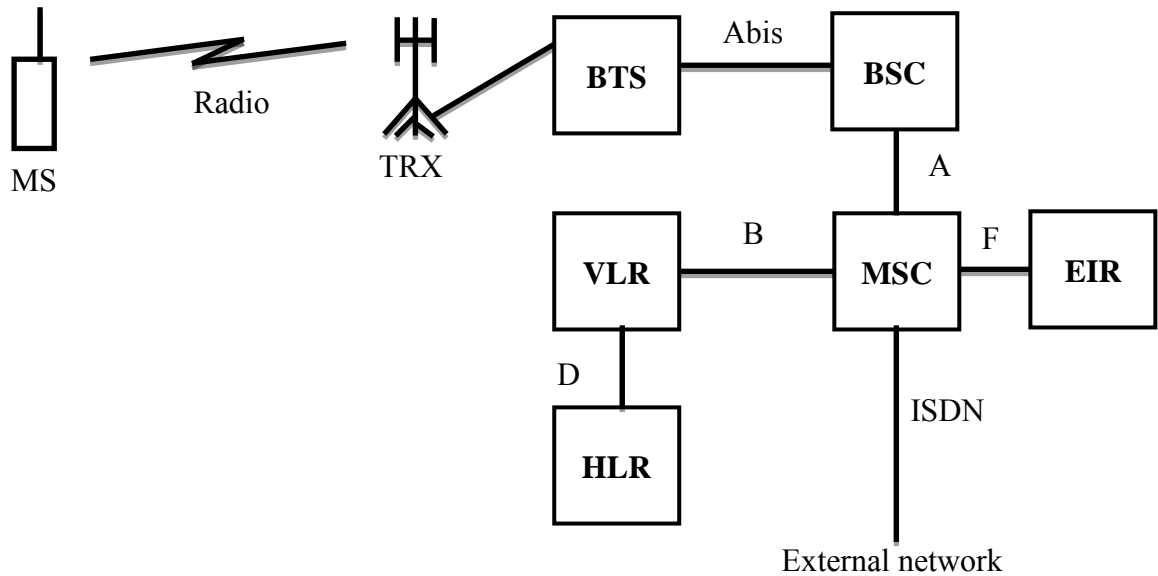 Abis
BTS
BSC
Radio
TRX
MS
A
B
F
VLR
MSC
EIR
D
ISDN
HLR
External network